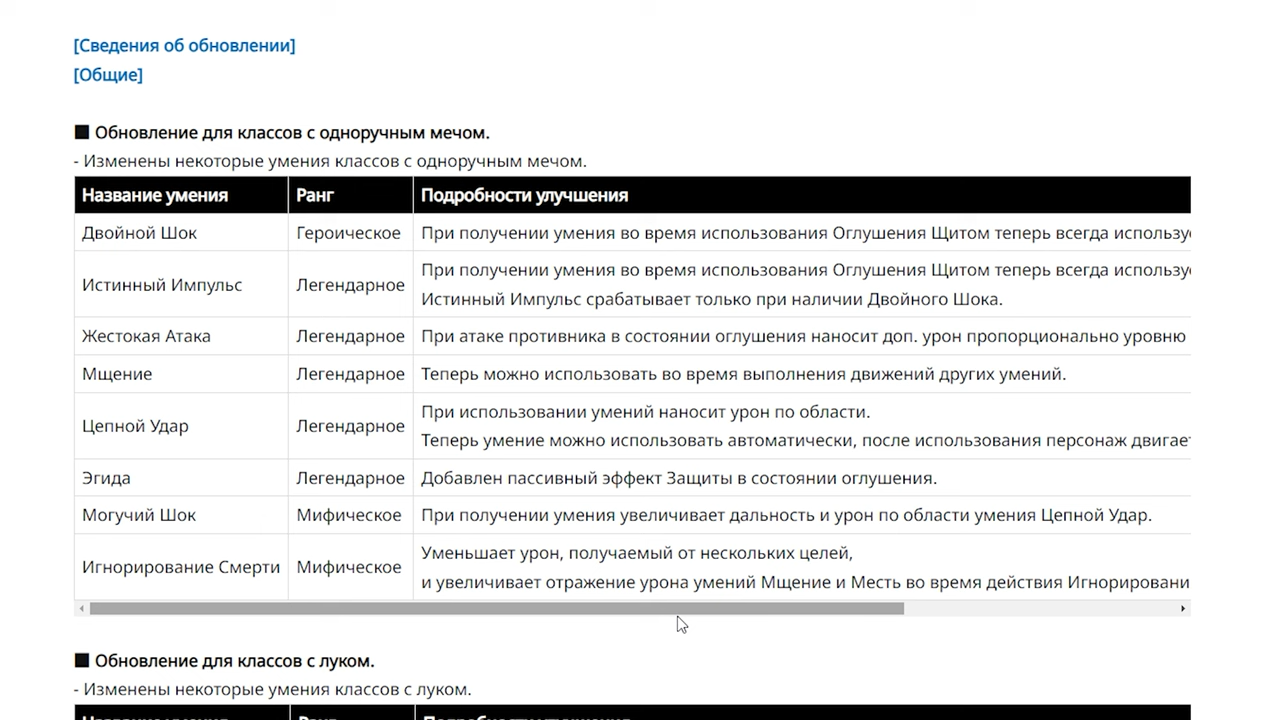 [Сведения об обновлении]
[Общие]
■ Обновление для классов с одноручным мечом.
- Изменены некоторые умения классов с одноручным мечом.
Название умения Ранг Подробности улучшения
Двойной Шок Героическое При получении умения во время использования Оглушения Щитом теперь всегда
Истинный Импульс Легендарное При получении умения во время использования Оглушения Щитом теперь всегда
Истинный Импульс срабатывает только при наличии Двойного Шока.
Жестокая Атака Легендарное При атаке противника в состоянии оглушения наносит доп. урон пропорционально уровню
Мщение Легендарное Теперь можно использовать во время выполнения движений других умений.
Цепной Удар Легендарное При использовании умений наносит урон по области.
Теперь умение можно использовать автоматически, после использования персонаж
Эгида Легендарное Добавлен пассивный эффект Защиты в состоянии оглушения.
Могучий Шок Мифическое При получении умения увеличивает дальность и урон по области умения Цепной Удар.
Игнорирование Смерти Мифическое Уменьшает урон, получаемый от нескольких целей,
и увеличивает отражение урона умений Мщение и Месть во время действия
■ Обновление для классов с луком.
- Изменены некоторые умения классов с луком.
Название умения Ранг Подробности улучшения